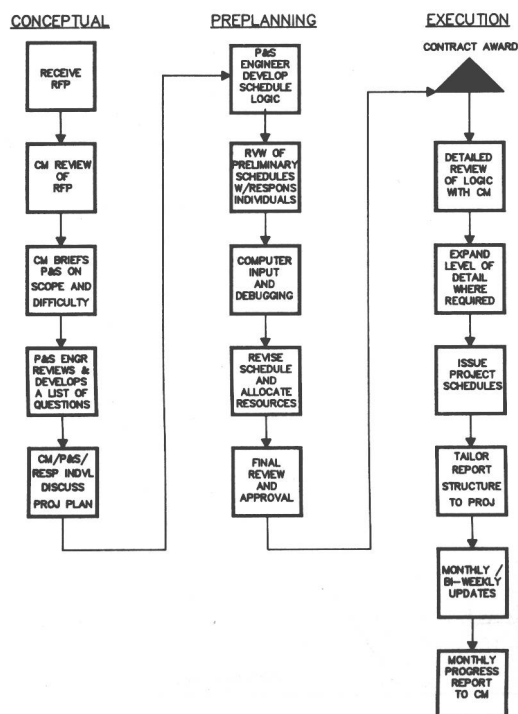 CONCEPTUAL
RECEIVE
RFP
CM REVIEW
OF
RFP
CM BRIEFS
P&S ON
SCOPE AND
DIFFICULTY
P&S ENGR
REVIEWS &
DEVELOPS
A LIST OF
QUESTIONS
CM/P&S/
RESP INDVL
DISCUSS
PROJ PLAN
PREPLANNING
P&S
ENGINEER
DEVELOP
SCHEDULE
LOGIC
RVW OF
PRELIMINARY
SCHEDULES
W/RESPONS
INDIVIDUALS
COMPUTER
INPUT
AND
DEBUGGING
REVISE
SCHEDULE
AND
ALLOCATE
RESOURCES
FINAL
REVIEW
AND
APPROVAL
EXECUTION
CONTRACT AWARD
DETAILED
REVIEW
OF LOGIC
WITH CM
EXPAND
LEVEL OF
DETAIL
WHERE
REQUIRED
ISSUE
PROJECT
SCHEDULES
TAILOR
REPORT
STRUCTURE
TO PROJ
MONTHLY /
BI-WEEKLY
UPDATES
MONTHLY
PROGRESS
REPORT
TO CM